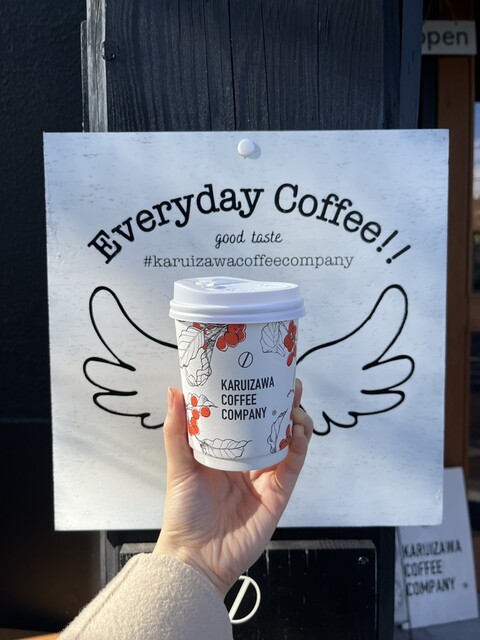 open
Everyday Coffee!!
good taste
#karuizawacoffeecompany
KARUIZAWA
COFFEE
COMPANY ®
KARUIZAWA
COFFEE
COMPANY